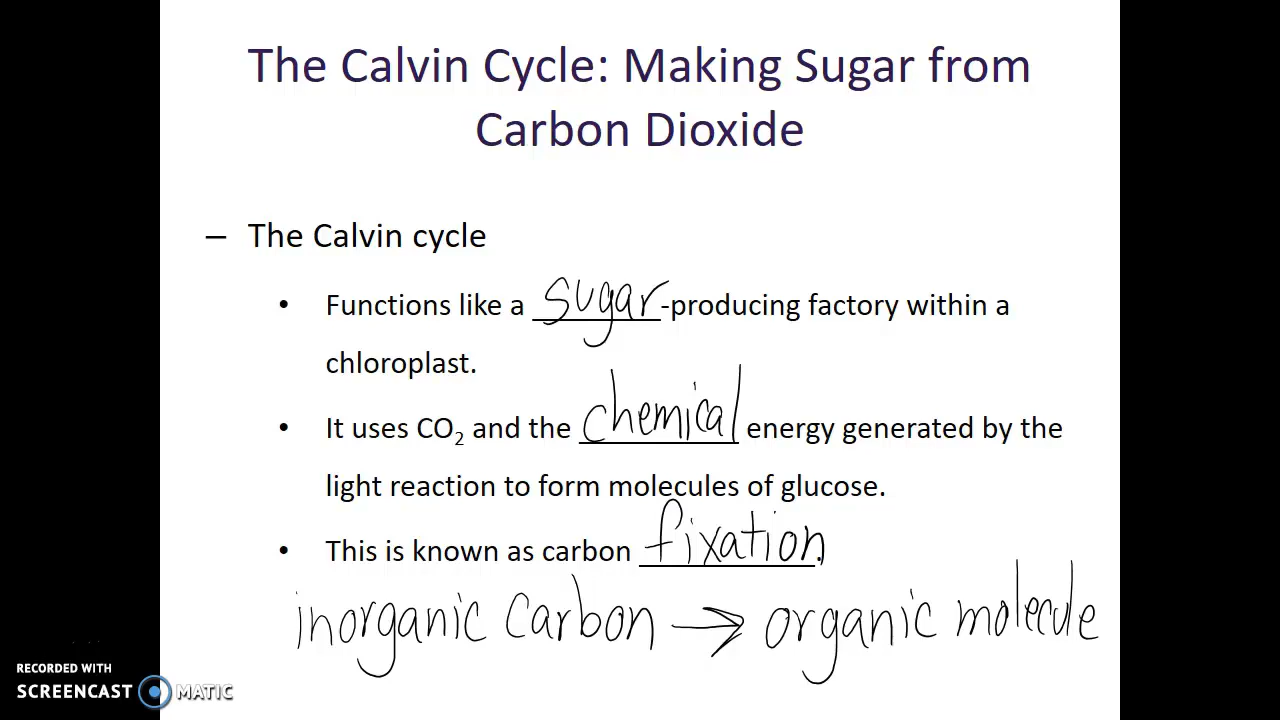 The Calvin Cycle: Making Sugar from
Carbon Dioxide
– The Calvin cycle
• Functions like a sugar-producing factory within a
chloroplast.
• It uses CO₂ and the chemical energy generated by the
light reaction to form molecules of glucose.
• This is known as carbon fixation.
inorganic carbon → organic molecule
RECORDED WITH
SCREENCAST MATIC